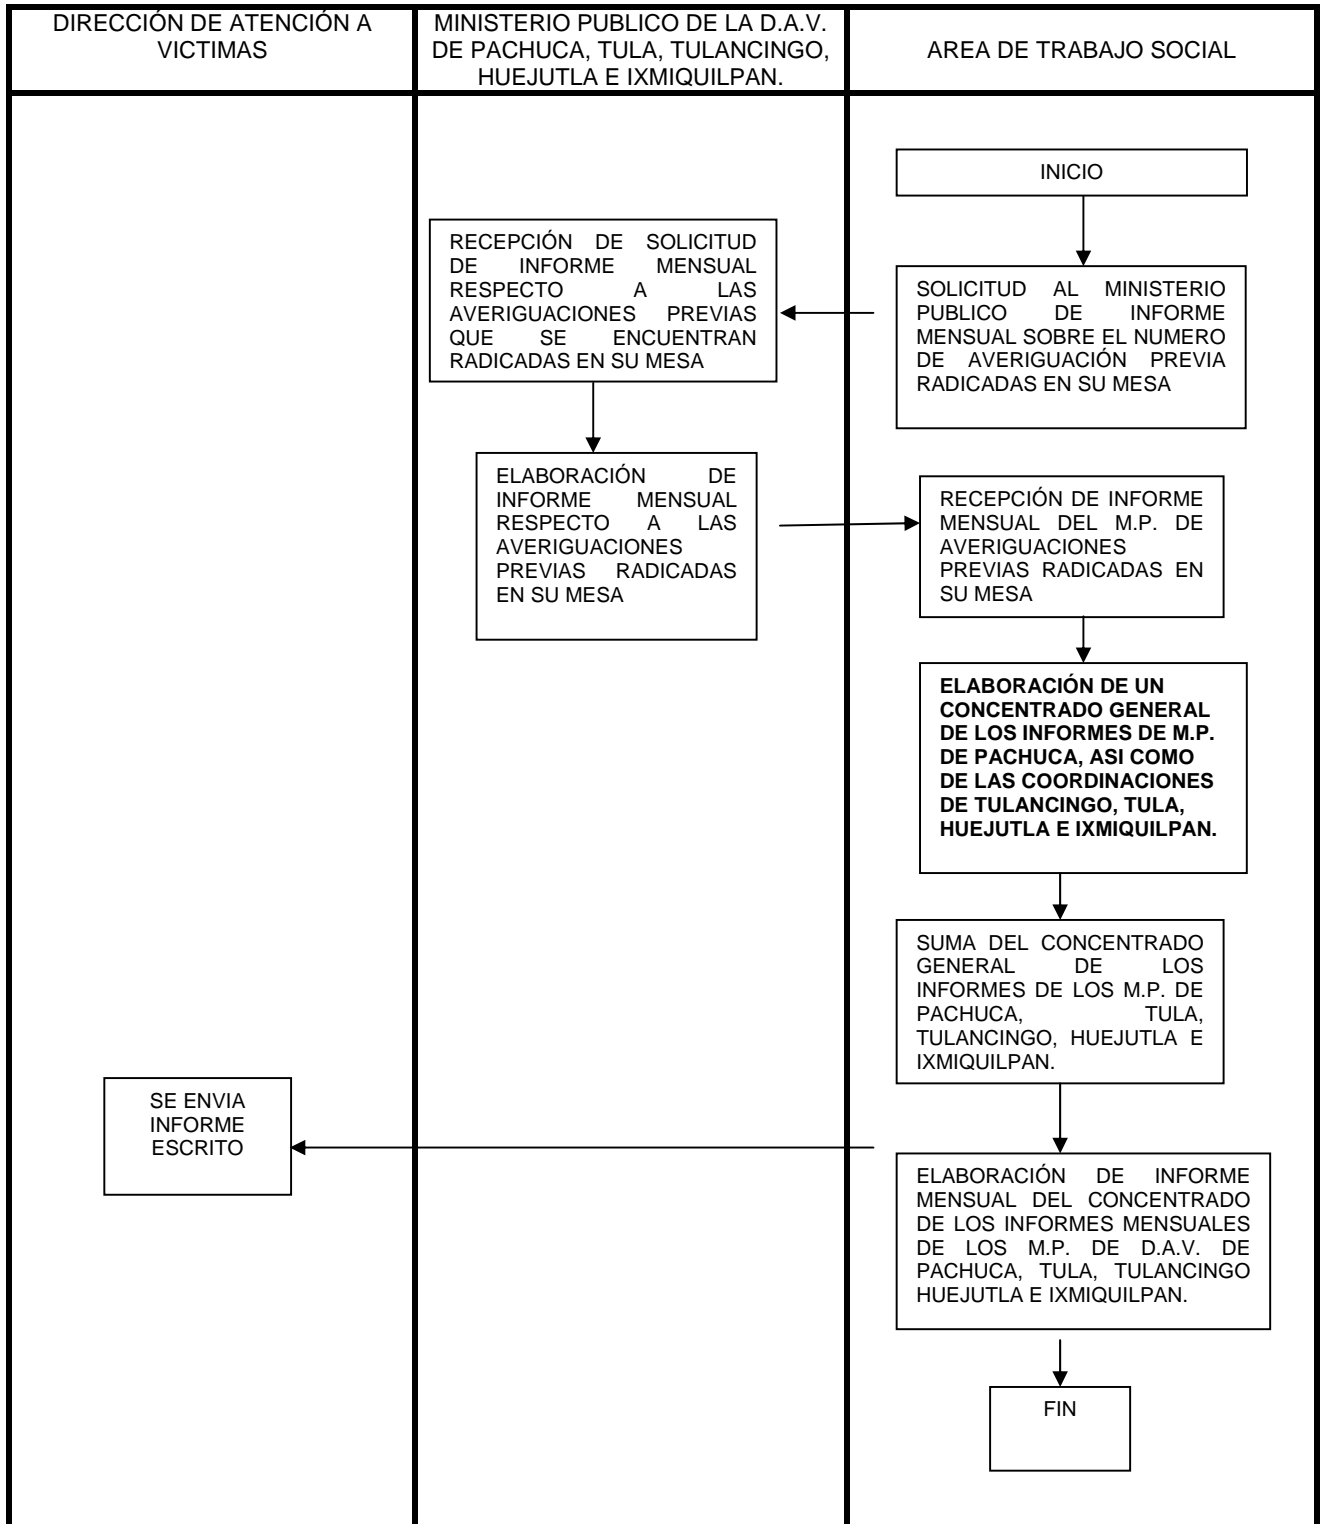 DIRECCIÓN DE ATENCIÓN A
VICTIMAS
MINISTERIO PUBLICO DE LA D.A.V.
DE PACHUCA, TULA, TULANCINGO,
HUEJUTLA E IXMIQUILPAN.
AREA DE TRABAJO SOCIAL
INICIO
SOLICITUD AL MINISTERIO
PUBLICO DE INFORME
MENSUAL SOBRE EL NUMERO
DE AVERIGUACIÓN PREVIA
RADICADAS EN SU MESA
RECEPCIÓN DE SOLICITUD
DE INFORME MENSUAL
RESPECTO A LAS
AVERIGUACIONES PREVIAS
QUE SE ENCUENTRAN
RADICADAS EN SU MESA
ELABORACIÓN DE
INFORME MENSUAL
RESPECTO A LAS
AVERIGUACIONES
PREVIAS RADICADAS
EN SU MESA
RECEPCIÓN DE INFORME
MENSUAL DEL M.P. DE
AVERIGUACIONES
PREVIAS RADICADAS EN
SU MESA
ELABORACIÓN DE UN
CONCENTRADO GENERAL
DE LOS INFORMES DE M.P.
DE PACHUCA, ASI COMO
DE LAS COORDINACIONES
DE TULANCINGO, TULA,
HUEJUTLA E IXMIQUILPAN.
SUMA DEL CONCENTRADO
GENERAL DE LOS
INFORMES DE LOS M.P. DE
PACHUCA, TULA,
TULANCINGO, HUEJUTLA E
IXMIQUILPAN.
SE ENVIA
INFORME
ESCRITO
ELABORACIÓN DE INFORME
MENSUAL DEL CONCENTRADO
DE LOS INFORMES MENSUALES
DE LOS M.P. DE D.A.V. DE
PACHUCA, TULA, TULANCINGO
HUEJUTLA E IXMIQUILPAN.
FIN